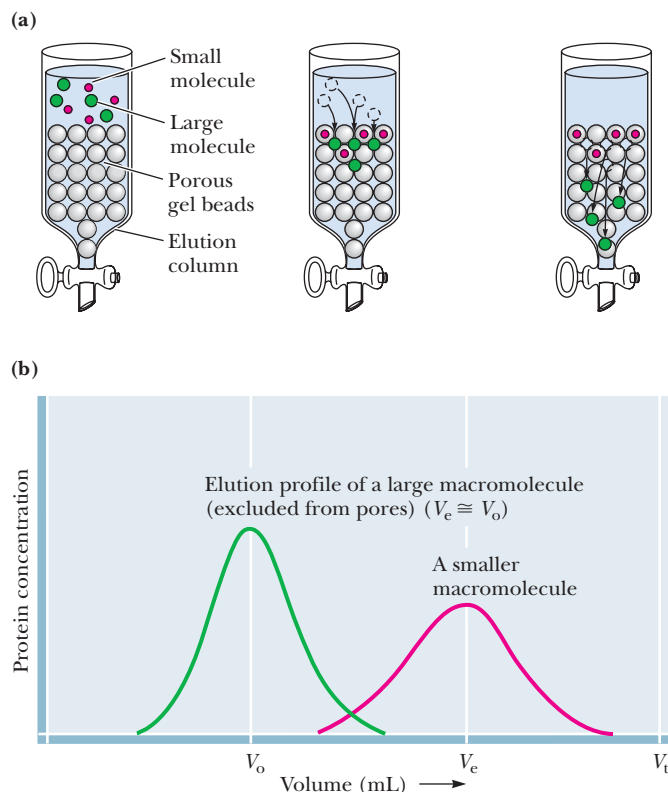 (a)
Small
molecule
Large
molecule
Porous
gel beads
Elution
column
(b)
Protein concentration
Elution profile of a large macromolecule
(excluded from pores) (Ve ≅ Vo)
A smaller
macromolecule
Vo
Ve
Vt
Volume (mL) ⟶